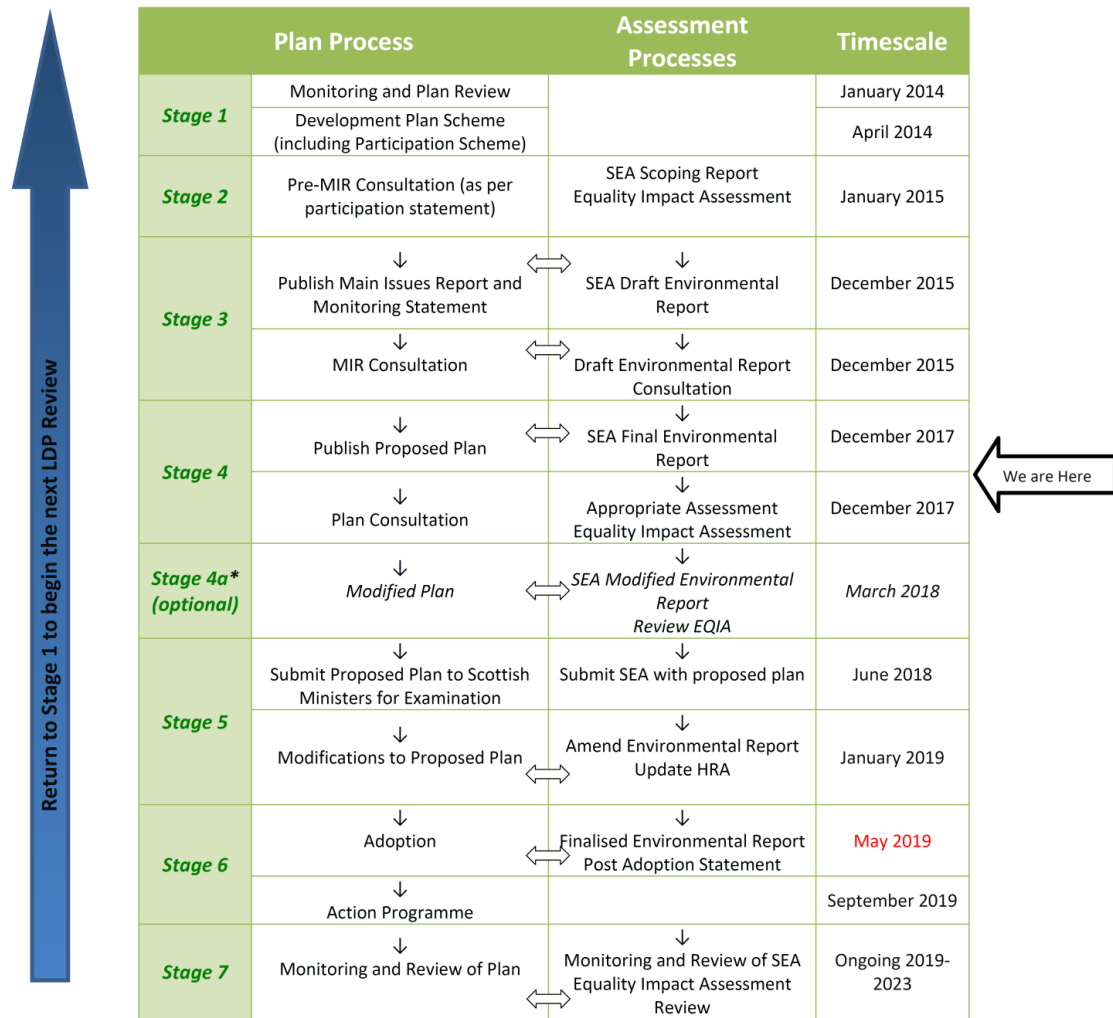 Plan Process
Assessment
Processes
Timescale
Stage 1
Monitoring and Plan Review
January 2014
Development Plan Scheme
(including Participation Scheme)
April 2014
Stage 2
Pre-MIR Consultation (as per
participation statement)
SEA Scoping Report
Equality Impact Assessment
January 2015
Stage 3
↓
Publish Main Issues Report and
Monitoring Statement
↓
SEA Draft Environmental
Report
December 2015
↓
MIR Consultation
↓
Draft Environmental Report
Consultation
December 2015
Stage 4
↓
Publish Proposed Plan
↓
SEA Final Environmental
Report
December 2017
↓
Plan Consultation
↓
Appropriate Assessment
Equality Impact Assessment
December 2017
We are Here
Stage 4a*
(optional)
↓
Modified Plan
↓
SEA Modified Environmental
Report
Review EQIA
March 2018
Stage 5
↓
Submit Proposed Plan to Scottish
Ministers for Examination
↓
Submit SEA with proposed plan
June 2018
↓
Modifications to Proposed Plan
↓
Amend Environmental Report
Update HRA
January 2019
Stage 6
↓
Adoption
↓
Finalised Environmental Report
Post Adoption Statement
May 2019
↓
Action Programme
September 2019
Stage 7
↓
Monitoring and Review of Plan
↓
Monitoring and Review of SEA
Equality Impact Assessment
Review
Ongoing 2019-
2023
Return to Stage 1 to begin the next LDP Review